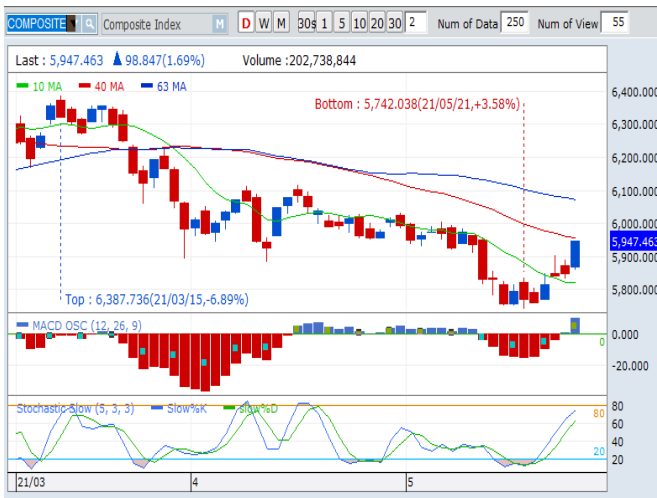 COMPOSITE Composite Index M D W M 30s 1 5 10 20 30 2 Num of Data 250 Num of View 55
Last : 5,947.463 ▲ 98.847(1.69%) Volume :202,738,844
10 MA 40 MA 63 MA
Bottom : 5,742.038(21/05/21,+3.58%)
6,400.000
6,300.000
6,200.000
6,100.000
6,000.000
5,947.463
5,900.000
5,800.000
Top : 6,387.736(21/03/15,-6.89%)
MACD OSC (12, 26, 9)
0.000
0
-20.000
Stochastic Slow (5, 3, 3) Slow%K slow%D
80
80
60
40
20
20
21/03 4 5